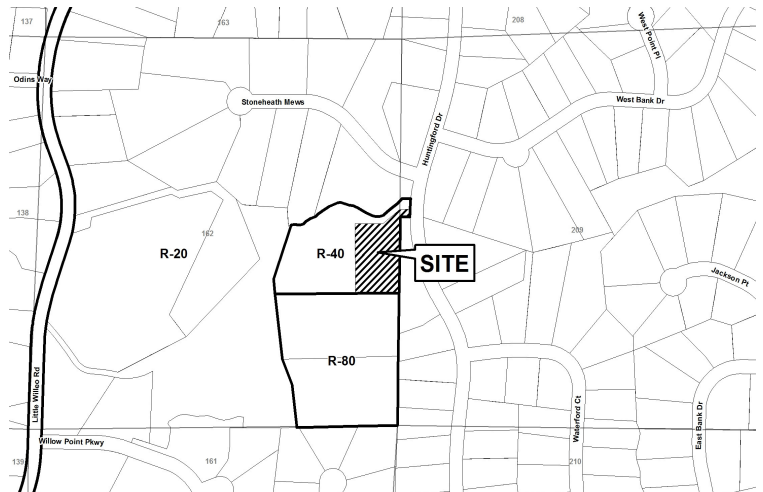 137
163
208
West Point Pl
Odins Way
Stoneheath Mews
West Bank Dr
Huntingford Dr
138
162
209
R-20
R-40
SITE
Jackson Pt
R-80
Little Willeo Rd
Waterford Ct
East Bank Dr
Willow Point Pkwy
139
161
210